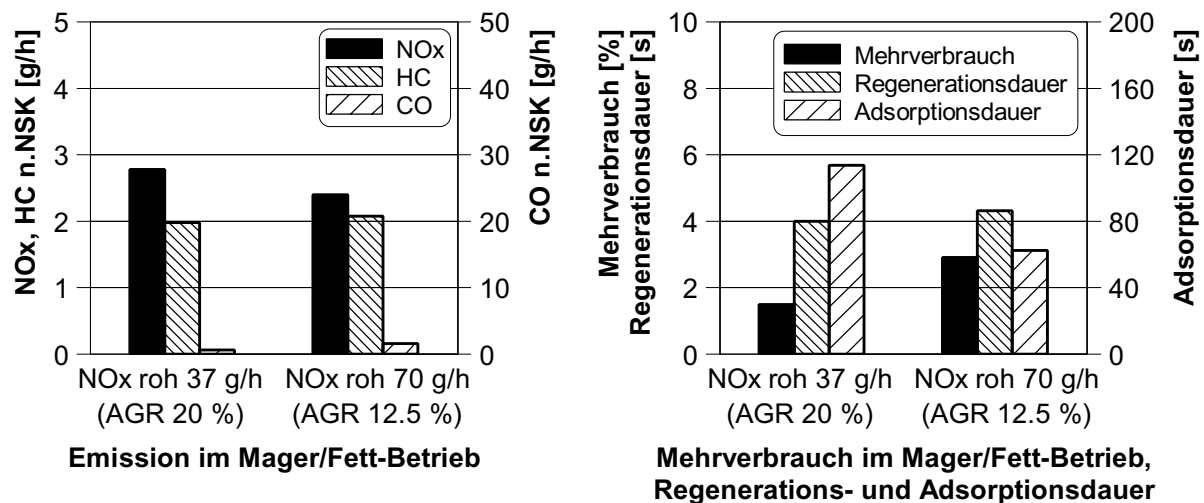 NOx, HC n.NSK [g/h]
5
4
3
2
1
0
NOx
HC
CO
50
40
30
20
10
0
CO n.NSK [g/h]
NOx roh 37 g/h
(AGR 20 %)
NOx roh 70 g/h
(AGR 12.5 %)
Emission im Mager/Fett-Betrieb
Mehrverbrauch [%]
Regenerationsdauer [s]
10
8
6
4
2
0
Mehrverbrauch
Regenerationsdauer
Adsorptionsdauer
200
160
120
80
40
0
Adsorptionsdauer [s]
NOx roh 37 g/h
(AGR 20 %)
NOx roh 70 g/h
(AGR 12.5 %)
Mehrverbrauch im Mager/Fett-Betrieb,
Regenerations- und Adsorptionsdauer